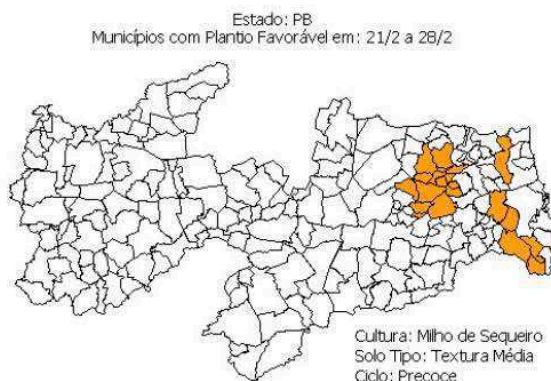 Estado: PB
Municípios com Plantio Favorável em: 21/2 a 28/2
Cultura: Milho de Sequeiro
Solo Tipo: Textura Média
Ciclo: Precoce